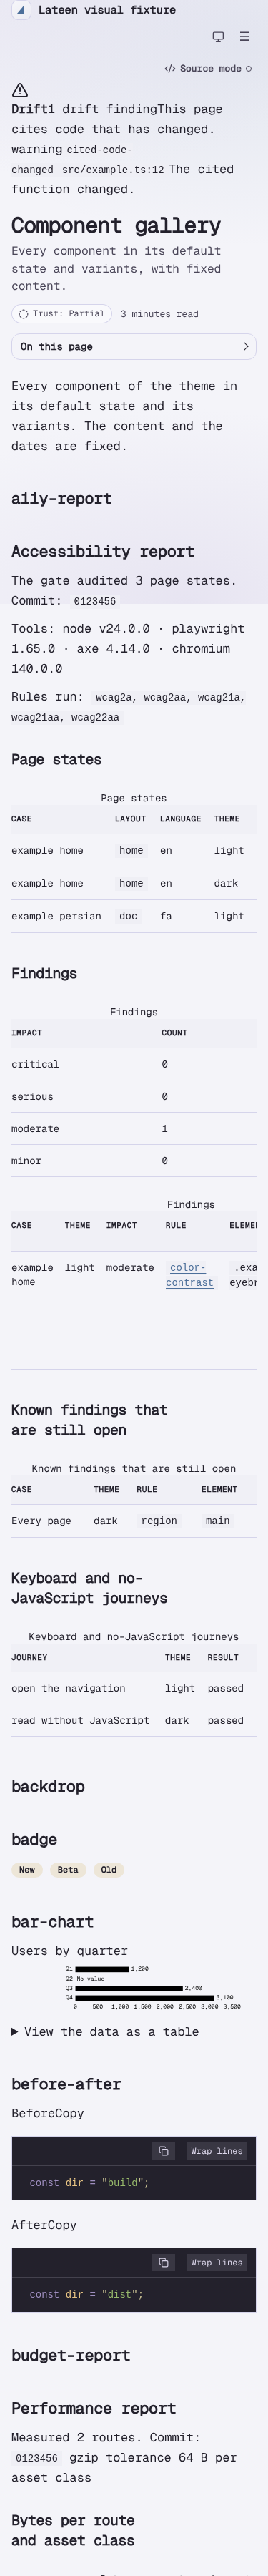 Lateen visual fixture
Source mode
Drift1 drift findingThis page
cites code that has changed.
warning cited-code-
changed src/example.ts:12 The cited
function changed.
Component gallery
Every component in its default
state and variants, with fixed
content.
Trust: Partial 3 minutes read
On this page
Every component of the theme in
its default state and its
variants. The content and the
dates are fixed.
a11y-report
Accessibility report
The gate audited 3 page states.
Commit: 0123456
Tools: node v24.0.0 · playwright
1.65.0 · axe 4.14.0 · chromium
140.0.0
Rules run: wcag2a, wcag2aa, wcag21a,
wcag21aa, wcag22aa
Page states
Page states
CASE LAYOUT LANGUAGE THEME
example home home en light
example home home en dark
example persian doc fa light
Findings
Findings
IMPACT COUNT
critical 0
serious 0
moderate 1
minor 0
Findings
CASE THEME IMPACT RULE ELEMEN
example light moderate color- .exa
home contrast eyebr
Known findings that
are still open
Known findings that are still open
CASE THEME RULE ELEMENT
Every page dark region main
Keyboard and no-
JavaScript journeys
Keyboard and no-JavaScript journeys
JOURNEY THEME RESULT
open the navigation light passed
read without JavaScript dark passed
backdrop
badge
New Beta Old
bar-chart
Users by quarter
Q1 1,200
Q2 No value
Q3 2,400
Q4 3,100
0 500 1,000 1,500 2,000 2,500 3,000 3,500
View the data as a table
before-after
BeforeCopy
Wrap lines
const dir = "build";
AfterCopy
Wrap lines
const dir = "dist";
budget-report
Performance report
Measured 2 routes. Commit:
0123456 gzip tolerance 64 B per
asset class
Bytes per route
and asset class